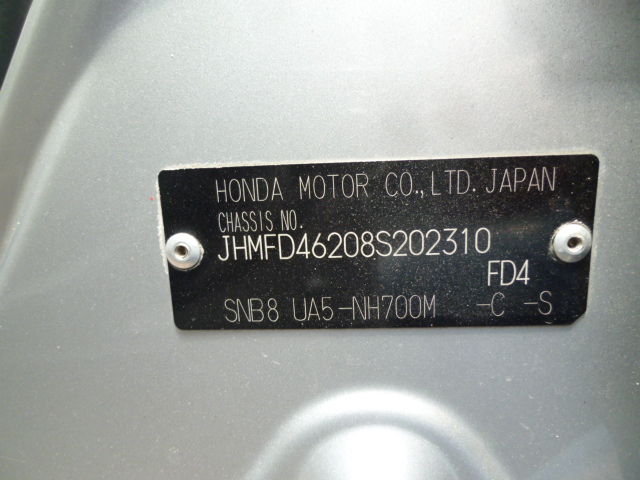 HONDA MOTOR CO.,LTD. JAPAN
CHASSIS NO.
JHMFD46208S202310
FD4
SNB8 UA5-NH700M -C -S